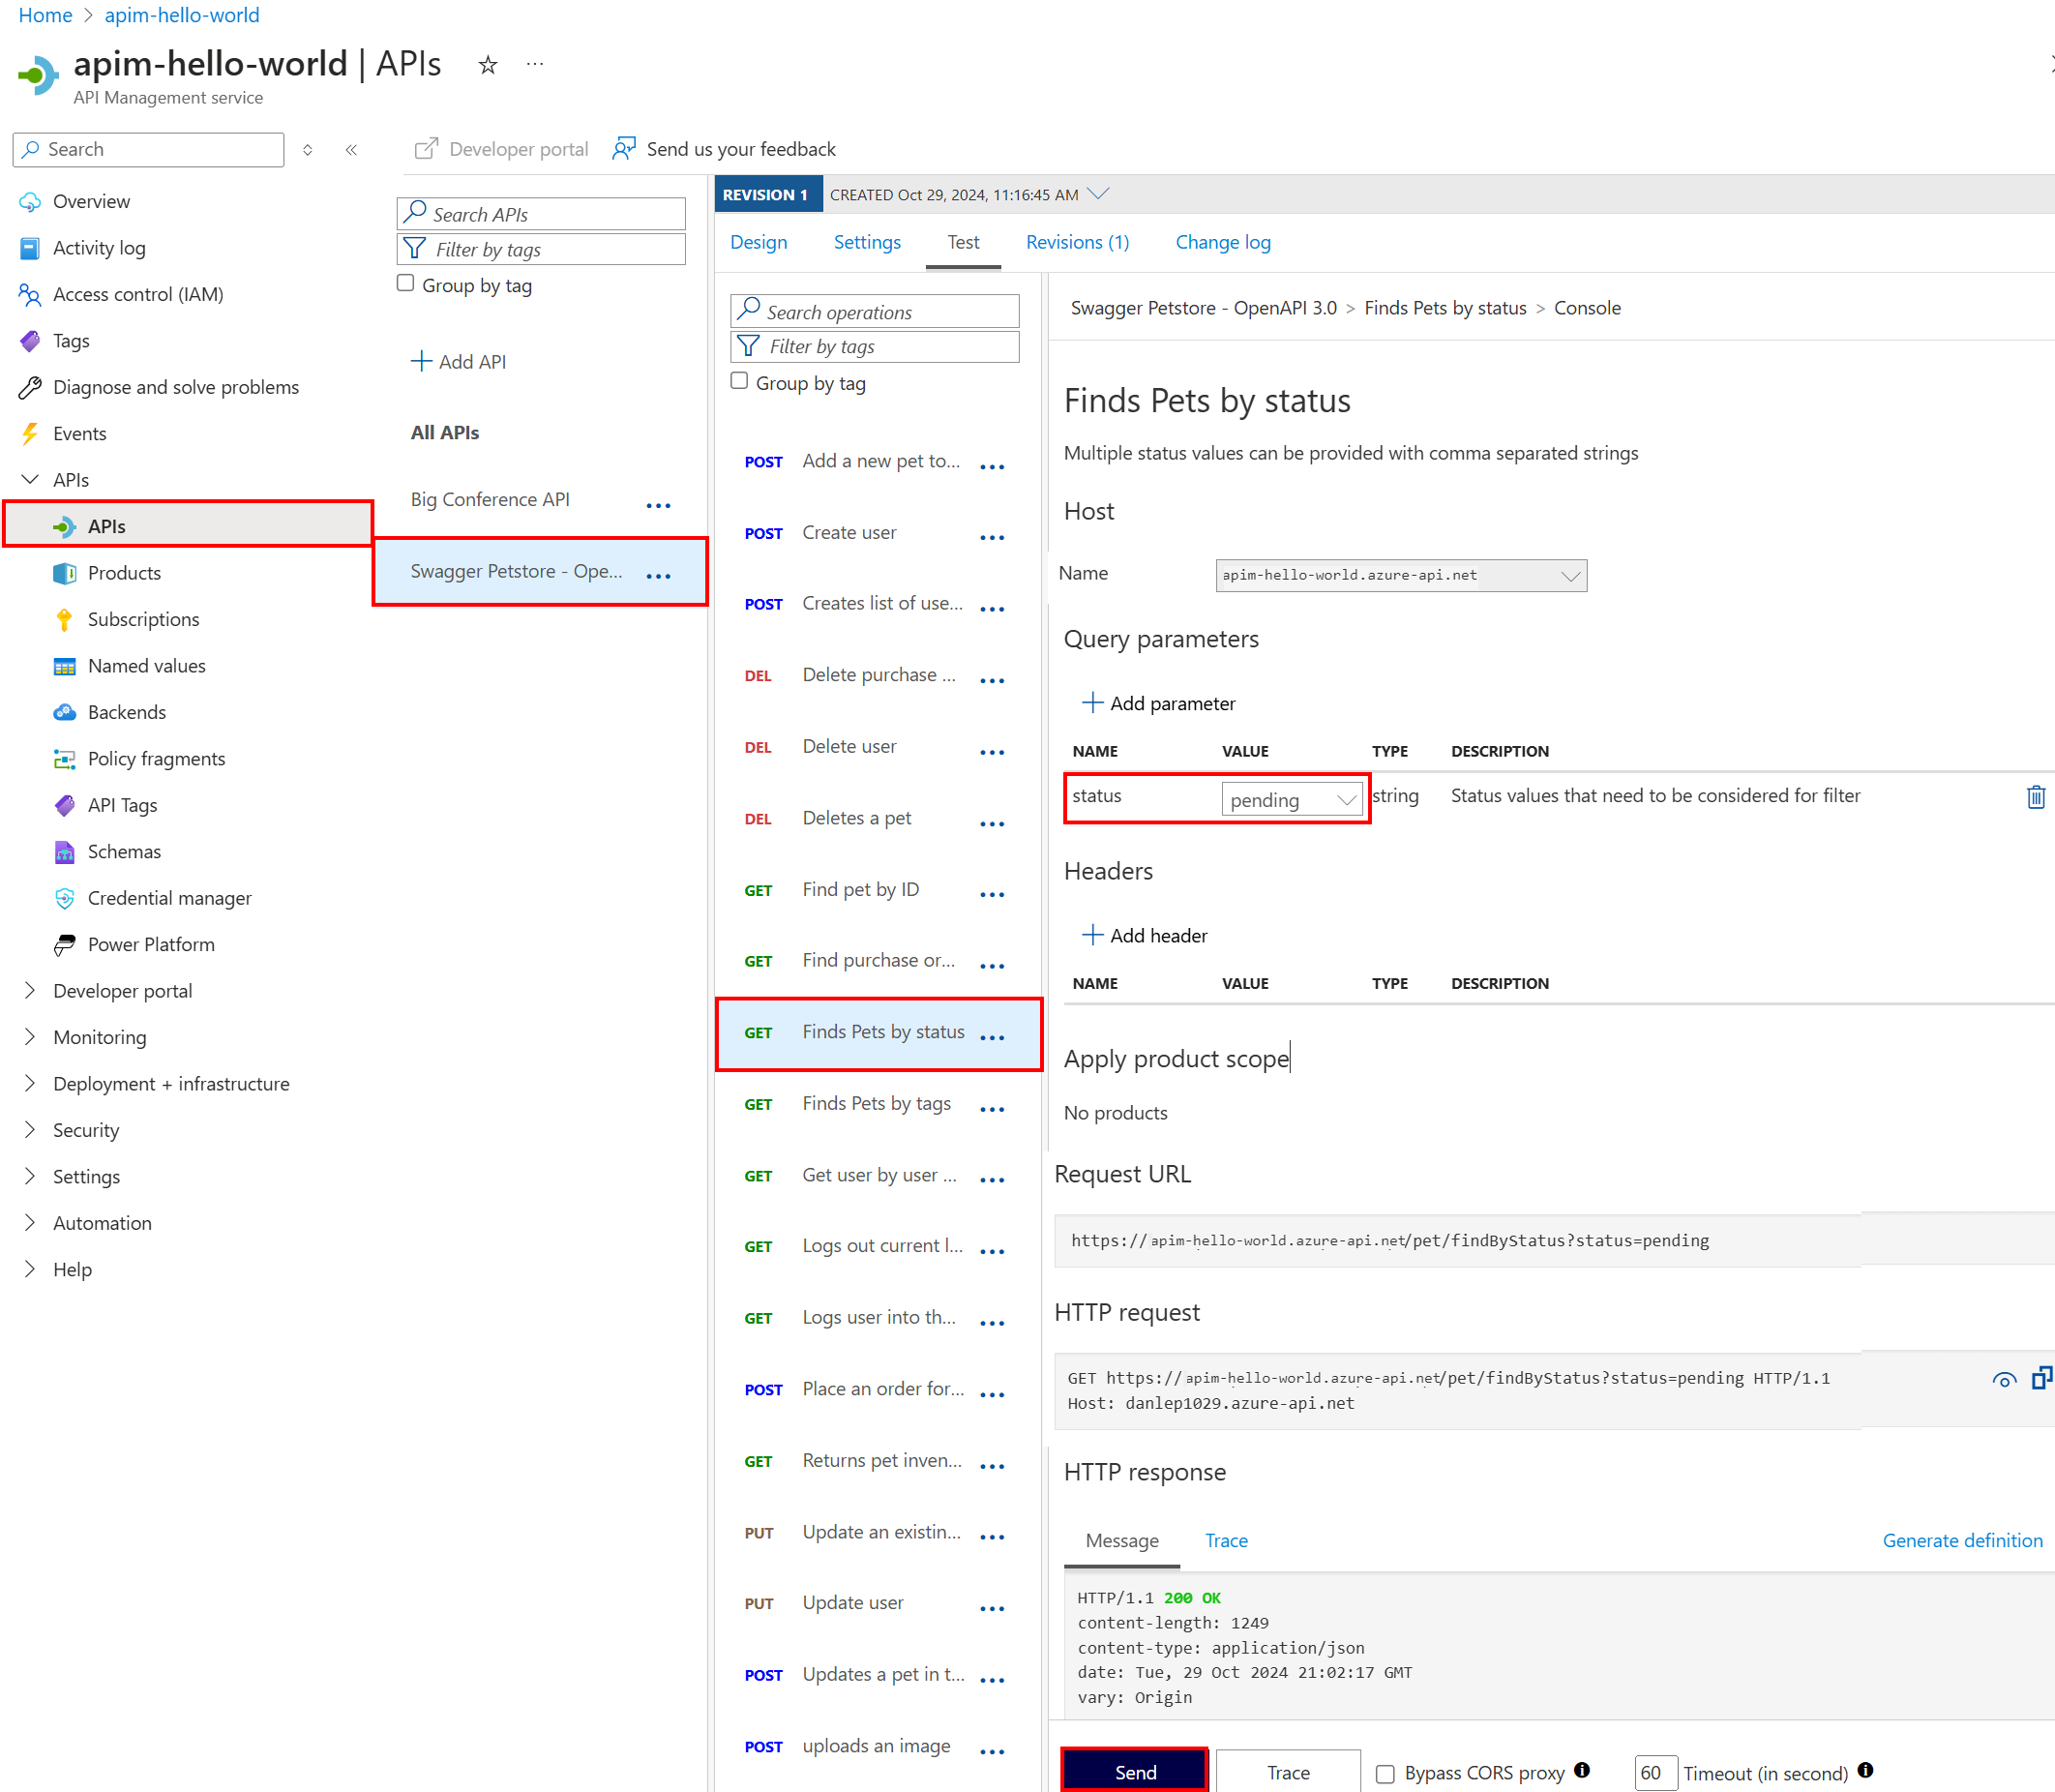 Home > apim-hello-world
apim-hello-world | APIs
API Management service
Search
Overview
Activity log
Access control (IAM)
Tags
Diagnose and solve problems
Events
APIs
APIs
Products
Subscriptions
Named values
Backends
Policy fragments
API Tags
Schemas
Credential manager
Power Platform
Developer portal
Monitoring
Deployment + infrastructure
Security
Settings
Automation
Help
Developer portal
Send us your feedback
Search APIs
Filter by tags
Group by tag
Add API
All APIs
Big Conference API ...
Swagger Petstore - Ope... ...
REVISION 1 CREATED Oct 29, 2024, 11:16:45 AM
Design Settings Test Revisions (1) Change log
Search operations
Filter by tags
Group by tag
POST Add a new pet to... ...
POST Create user ...
POST Creates list of use... ...
DEL Delete purchase ... ...
DEL Delete user ...
DEL Deletes a pet ...
GET Find pet by ID ...
GET Find purchase or... ...
GET Finds Pets by status ...
GET Finds Pets by tags ...
GET Get user by user ... ...
GET Logs out current l... ...
GET Logs user into th... ...
POST Place an order for... ...
GET Returns pet inven... ...
PUT Update an existin... ...
PUT Update user ...
POST Updates a pet in t... ...
POST uploads an image ...
Swagger Petstore - OpenAPI 3.0 > Finds Pets by status > Console
Finds Pets by status
Multiple status values can be provided with comma separated strings
Host
Name apim-hello-world.azure-api.net
Query parameters
Add parameter
NAME VALUE TYPE DESCRIPTION
status pending string Status values that need to be considered for filter
Headers
Add header
NAME VALUE TYPE DESCRIPTION
Apply product scope
No products
Request URL
https://apim-hello-world.azure-api.net/pet/findByStatus?status=pending
HTTP request
GET https://apim-hello-world.azure-api.net/pet/findByStatus?status=pending HTTP/1.1
Host: danlep1029.azure-api.net
HTTP response
Message Trace Generate definition
HTTP/1.1 200 OK
content-length: 1249
content-type: application/json
date: Tue, 29 Oct 2024 21:02:17 GMT
vary: Origin
Send Trace Bypass CORS proxy 60 Timeout (in second)